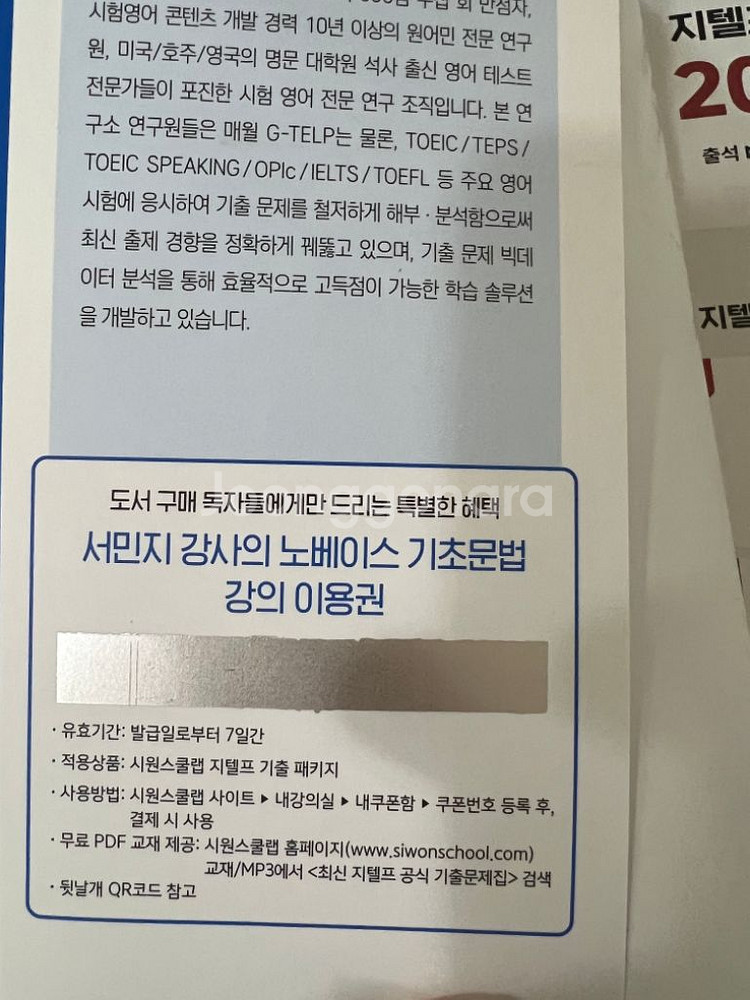 시험영어 콘텐츠 개발 경력 10년 이상의 원어민 전문 연구
원, 미국/호주/영국의 명문 대학원 석사 출신 영어 테스트
전문가들이 포진한 시험 영어 전문 연구 조직입니다. 본 연
구소 연구원들은 매월 G-TELP는 물론, TOEIC/TEPS/
TOEIC SPEAKING/OPIc/IELTS/TOEFL 등 주요 영어
시험에 응시하여 기출 문제를 철저하게 해부·분석함으로써
최신 출제 경향을 정확하게 꿰뚫고 있으며, 기출 문제 빅데
이터 분석을 통해 효율적으로 고득점이 가능한 학습 솔루션
을 개발하고 있습니다.
도서 구매 독자들에게만 드리는 특별한 혜택
Joonggonara
서민지 강사의 노베이스 기초문법
강의 이용권
· 유효기간: 발급일로부터 7일간
· 적용상품: 시원스쿨랩 지텔프 기출 패키지
· 사용방법: 시원스쿨랩 사이트 ▶ 내강의실 ▶ 내쿠폰함 ▶ 쿠폰번호 등록 후,
결제 시 사용
· 무료 PDF 교재 제공: 시원스쿨랩 홈페이지(www.siwonschool.com)
교재/MP3에서 <최신 지텔프 공식 기출문제집> 검색
· 뒷날개 QR코드 참고
지텔
20
출석
지텔